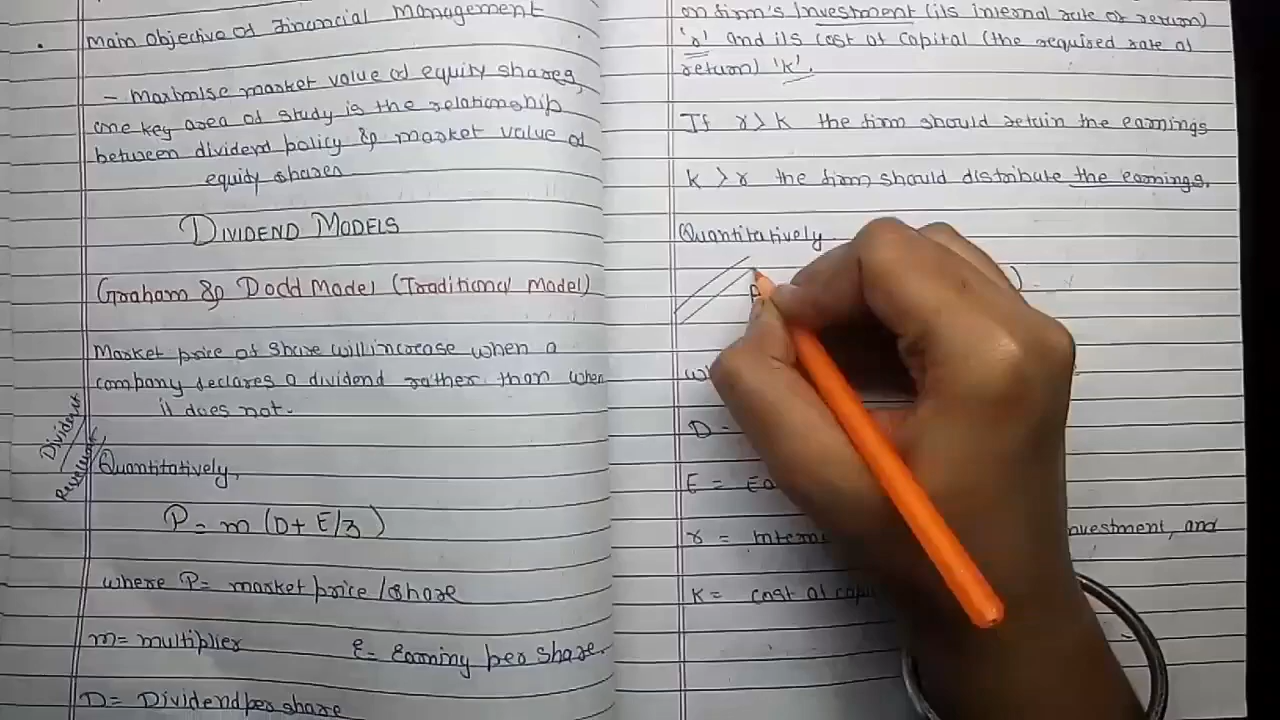 Main Objective of Financial Management
- Maximise market value of equity shares,
one key area of study is the relationship
between dividend policy & market value of
equity shares
DIVIDEND MODELS
Graham & Dodd Model (Traditional Model)
Market price of share will increase when a
company declares a dividend rather than when
it does not.
Dividend
Relevant
Quantitatively,
P = m (D + E/3)
where P = market price / share
m = multiplier E = Earning per share.
D = Dividend per share
on firm's Investment (its internal rate of return)
'r' and its cost of capital (the required rate of
return) 'k'.
If r > k the firm should retain the earnings
k > r the firm should distribute the earnings.
Quantitatively
)
D =
E =
r = nvestment, and
K = cost of